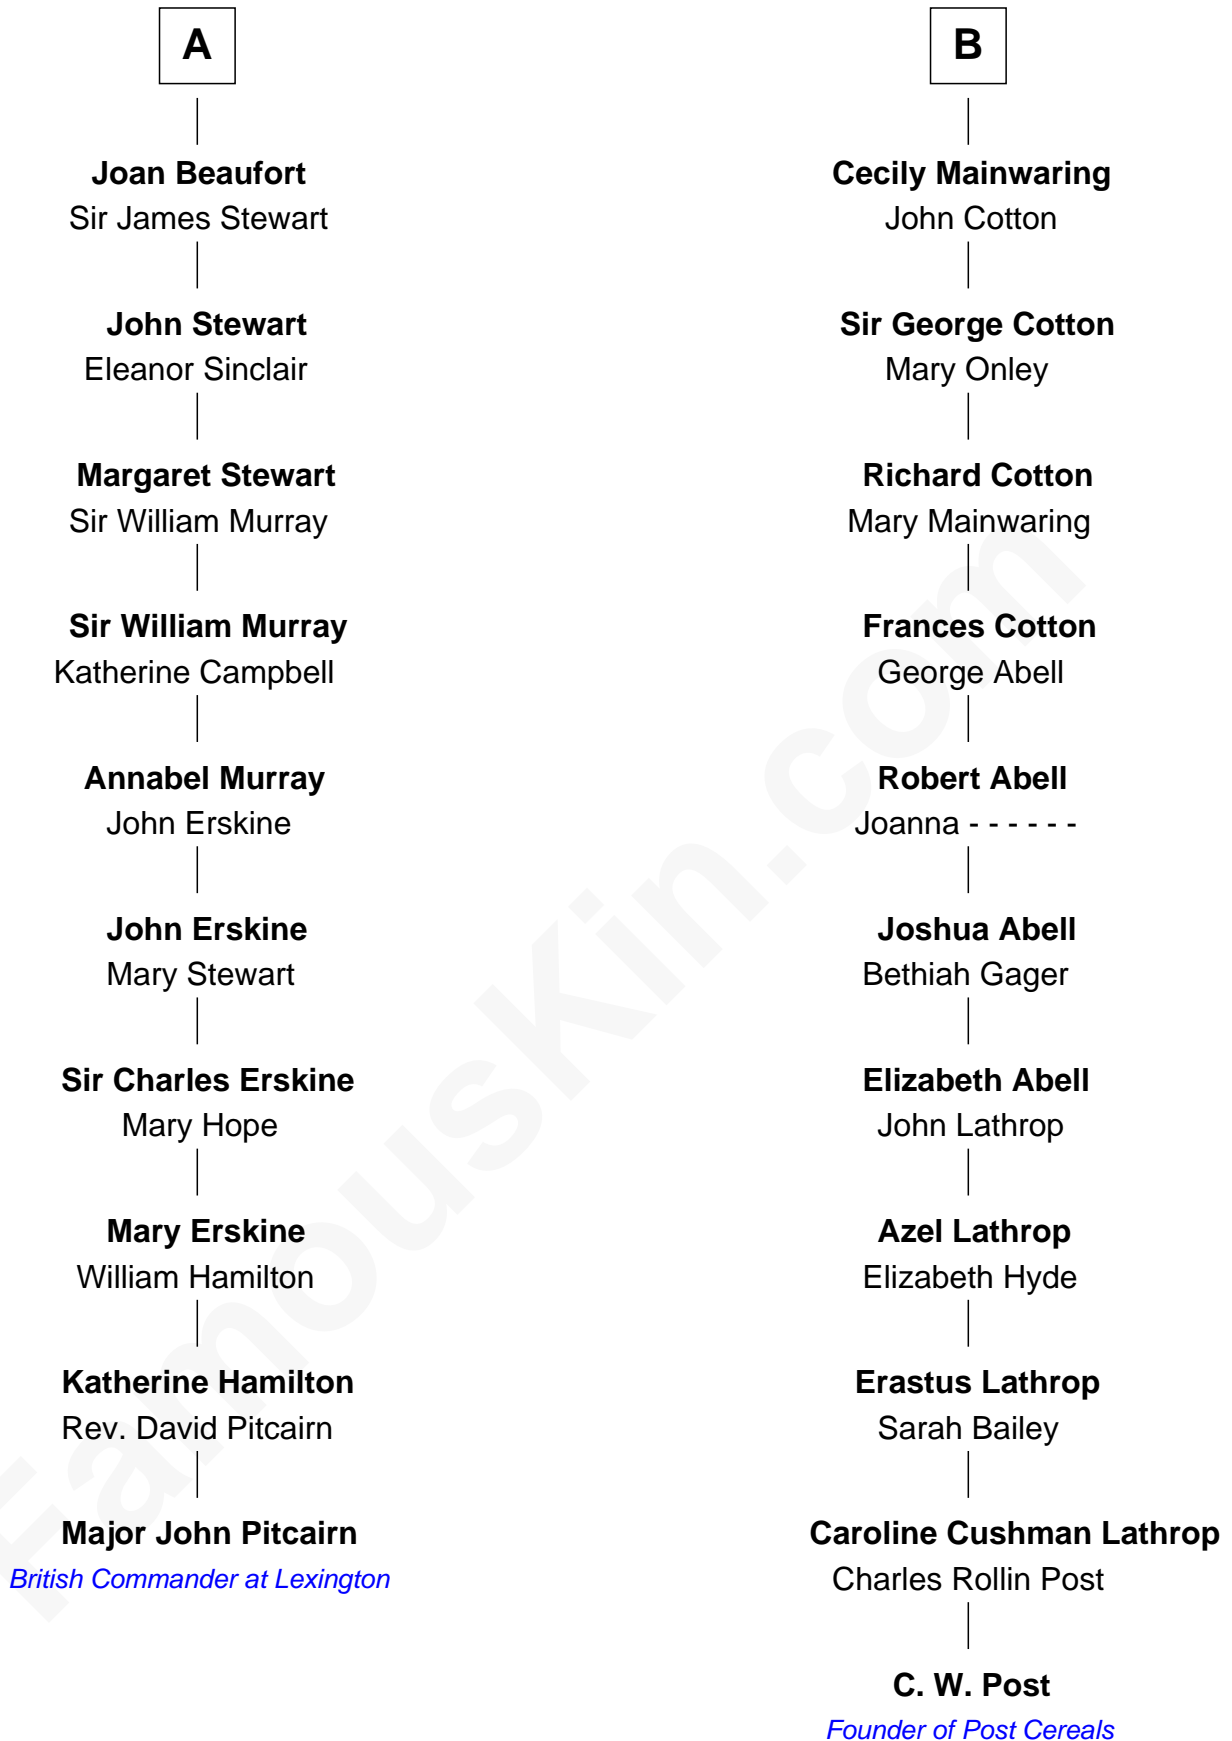 A
Joan Beaufort
Sir James Stewart
John Stewart
Eleanor Sinclair
Margaret Stewart
Sir William Murray
Sir William Murray
Katherine Campbell
Annabel Murray
John Erskine
John Erskine
Mary Stewart
Sir Charles Erskine
Mary Hope
Mary Erskine
William Hamilton
Katherine Hamilton
Rev. David Pitcairn
Major John Pitcairn
British Commander at Lexington
B
Cecily Mainwaring
John Cotton
Sir George Cotton
Mary Onley
Richard Cotton
Mary Mainwaring
Frances Cotton
George Abell
Robert Abell
Joanna - - - - - -
Joshua Abell
Bethiah Gager
Elizabeth Abell
John Lathrop
Azel Lathrop
Elizabeth Hyde
Erastus Lathrop
Sarah Bailey
Caroline Cushman Lathrop
Charles Rollin Post
C. W. Post
Founder of Post Cereals
FamousKin.com